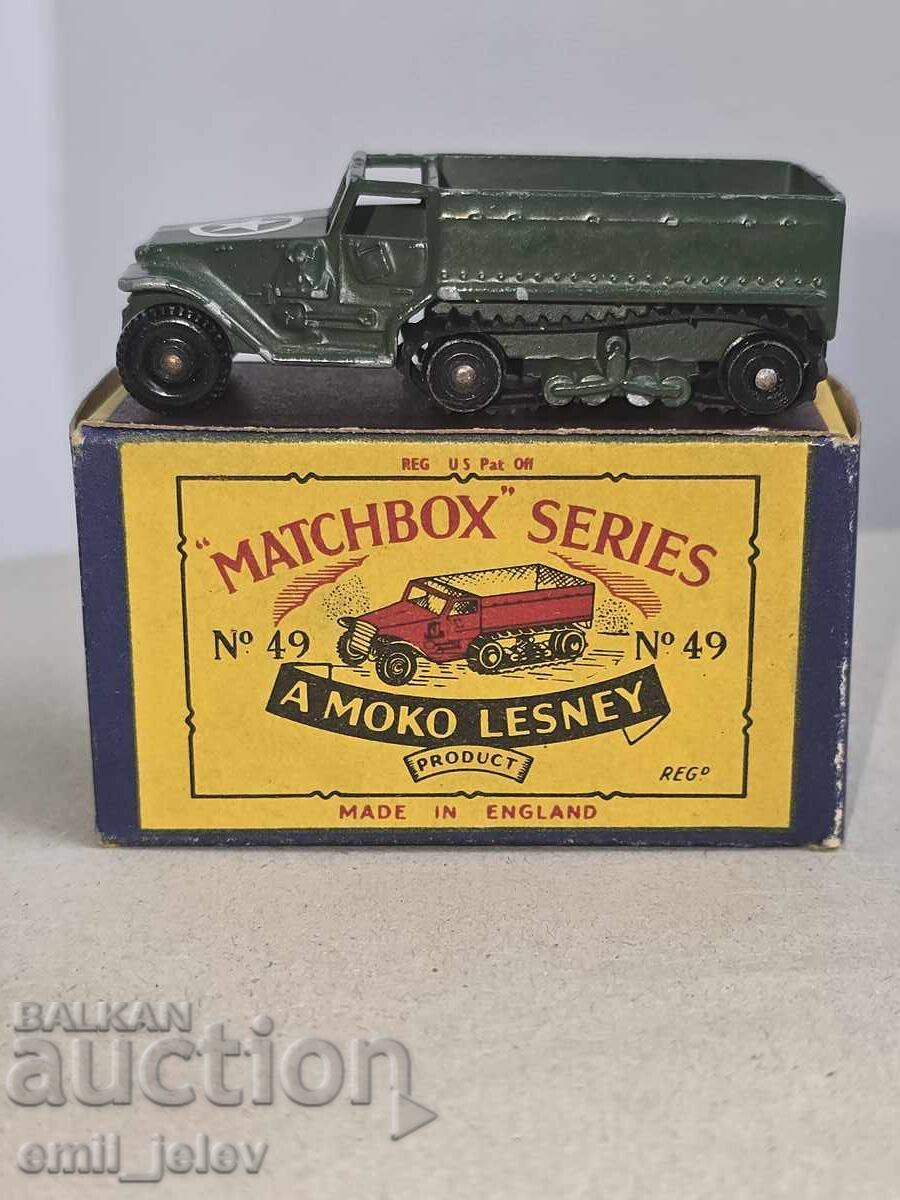 REG U S Pat Off
"MATCHBOX" SERIES
Nº 49 Nº 49
A MOKO LESNEY
PRODUCT
REGD
MADE IN ENGLAND
BALKAN
auction
emil_jelev